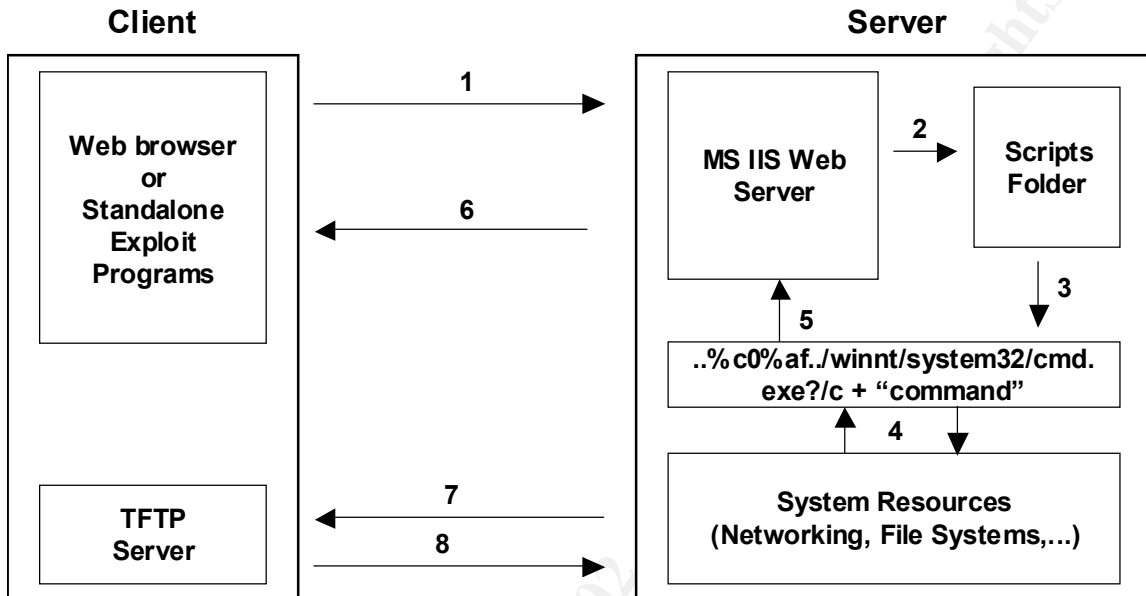 Client
Server
Web browser
or
Standalone
Exploit
Programs
1
6
MS IIS Web
Server
2
Scripts
Folder
3
5
..%c0%af../winnt/system32/cmd.
exe?/c + “command”
4
TFTP
Server
7
8
System Resources
(Networking, File Systems,...)